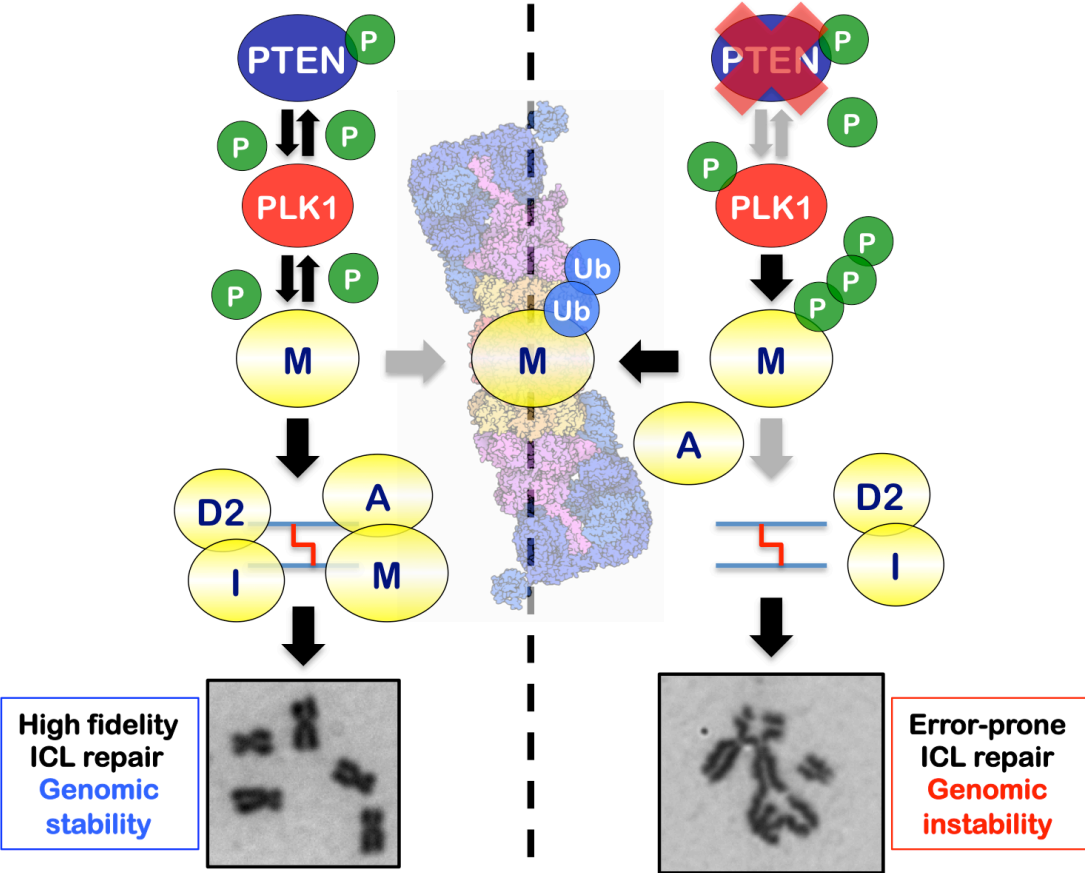 PTEN
P
P
P
PLK1
P
P
M
D2
A
I
M
High fidelity
ICL repair
Genomic
stability
Ub
Ub
M
PTEN
P
P
P
PLK1
P
P
P
M
A
D2
I
Error-prone
ICL repair
Genomic
instability